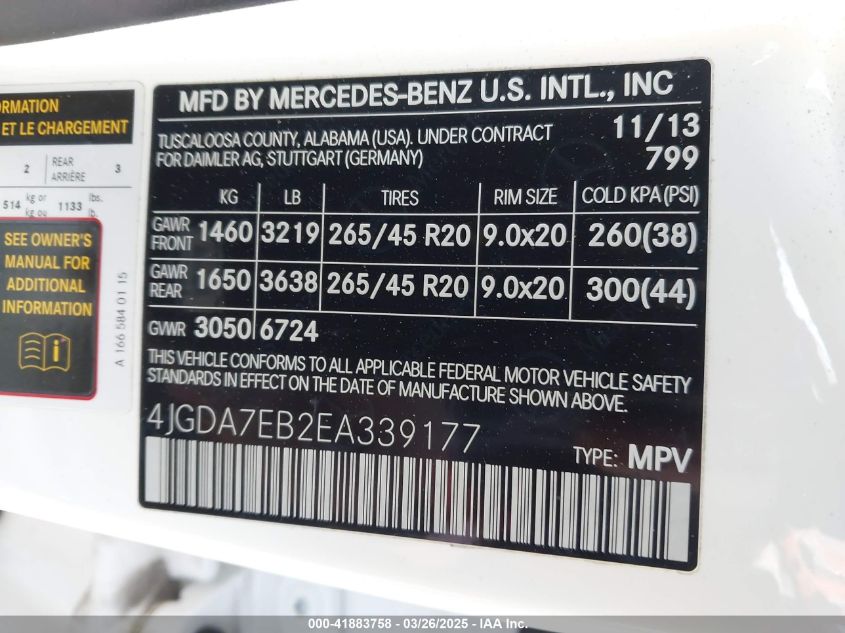 ORMATION
ET LE CHARGEMENT
2 REAR ARRIÈRE 3
514 kg or kg ou 1133 lbs. lb.
SEE OWNER'S
MANUAL FOR
ADDITIONAL
INFORMATION
A 166 584 01 15
MFD BY MERCEDES-BENZ U.S. INTL., INC
TUSCALOOSA COUNTY, ALABAMA (USA). UNDER CONTRACT
FOR DAIMLER AG, STUTTGART (GERMANY)
11/13
799
KG LB TIRES RIM SIZE COLD KPA (PSI)
GAWR FRONT 1460 3219 265/45 R20 9.0x20 260(38)
GAWR REAR 1650 3638 265/45 R20 9.0x20 300(44)
GVWR 3050 6724
THIS VEHICLE CONFORMS TO ALL APPLICABLE FEDERAL MOTOR VEHICLE SAFETY
STANDARDS IN EFFECT ON THE DATE OF MANUFACTURE SHOWN ABOVE.
4JGDA7EB2EA339177
TYPE: MPV
000-41883758 - 03/26/2025 - IAA Inc.